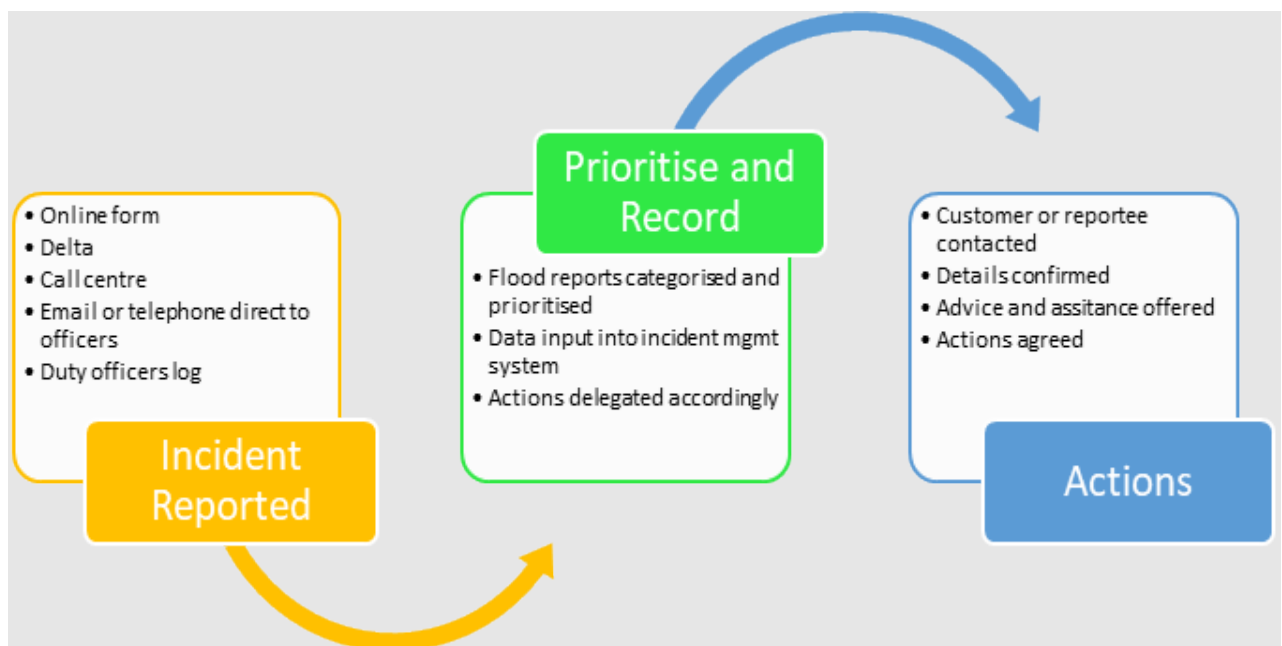 • Online form
• Delta
• Call centre
• Email or telephone direct to
officers
• Duty officers log
Incident
Reported
Prioritise and
Record
• Flood reports categorised and
prioritised
• Data input into incident mgmt
system
• Actions delegated accordingly
• Customer or reportee
contacted
• Details confirmed
• Advice and assitance offered
• Actions agreed
Actions